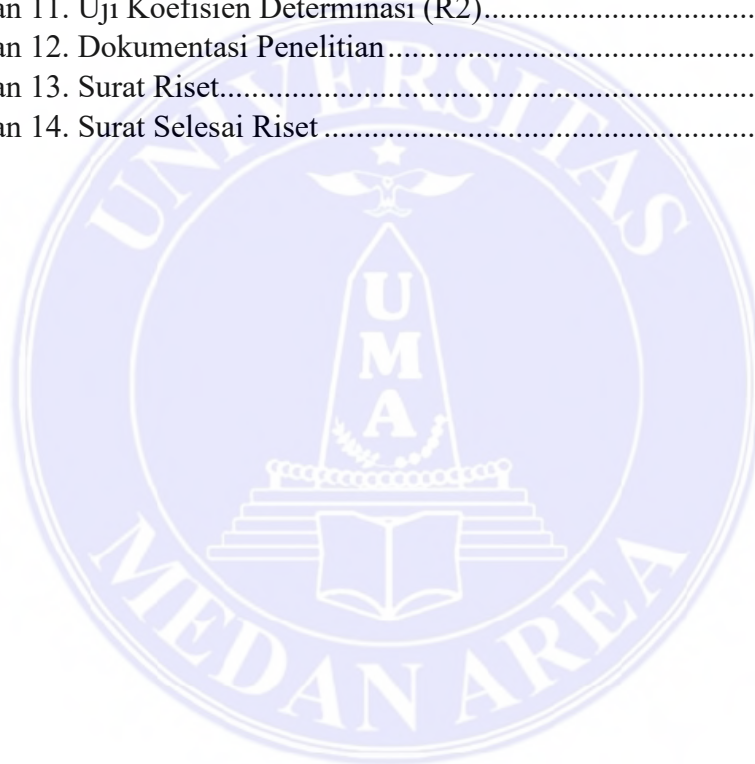 an 11. Uji Koefisien Determinasi (R2)....................................
an 12. Dokumentasi Penelitian................................................
an 13. Surat Riset.....................................................................
an 14. Surat Selesai Riset ........................................................
UNIVERSITAS
U
M
A
MEDAN AREA